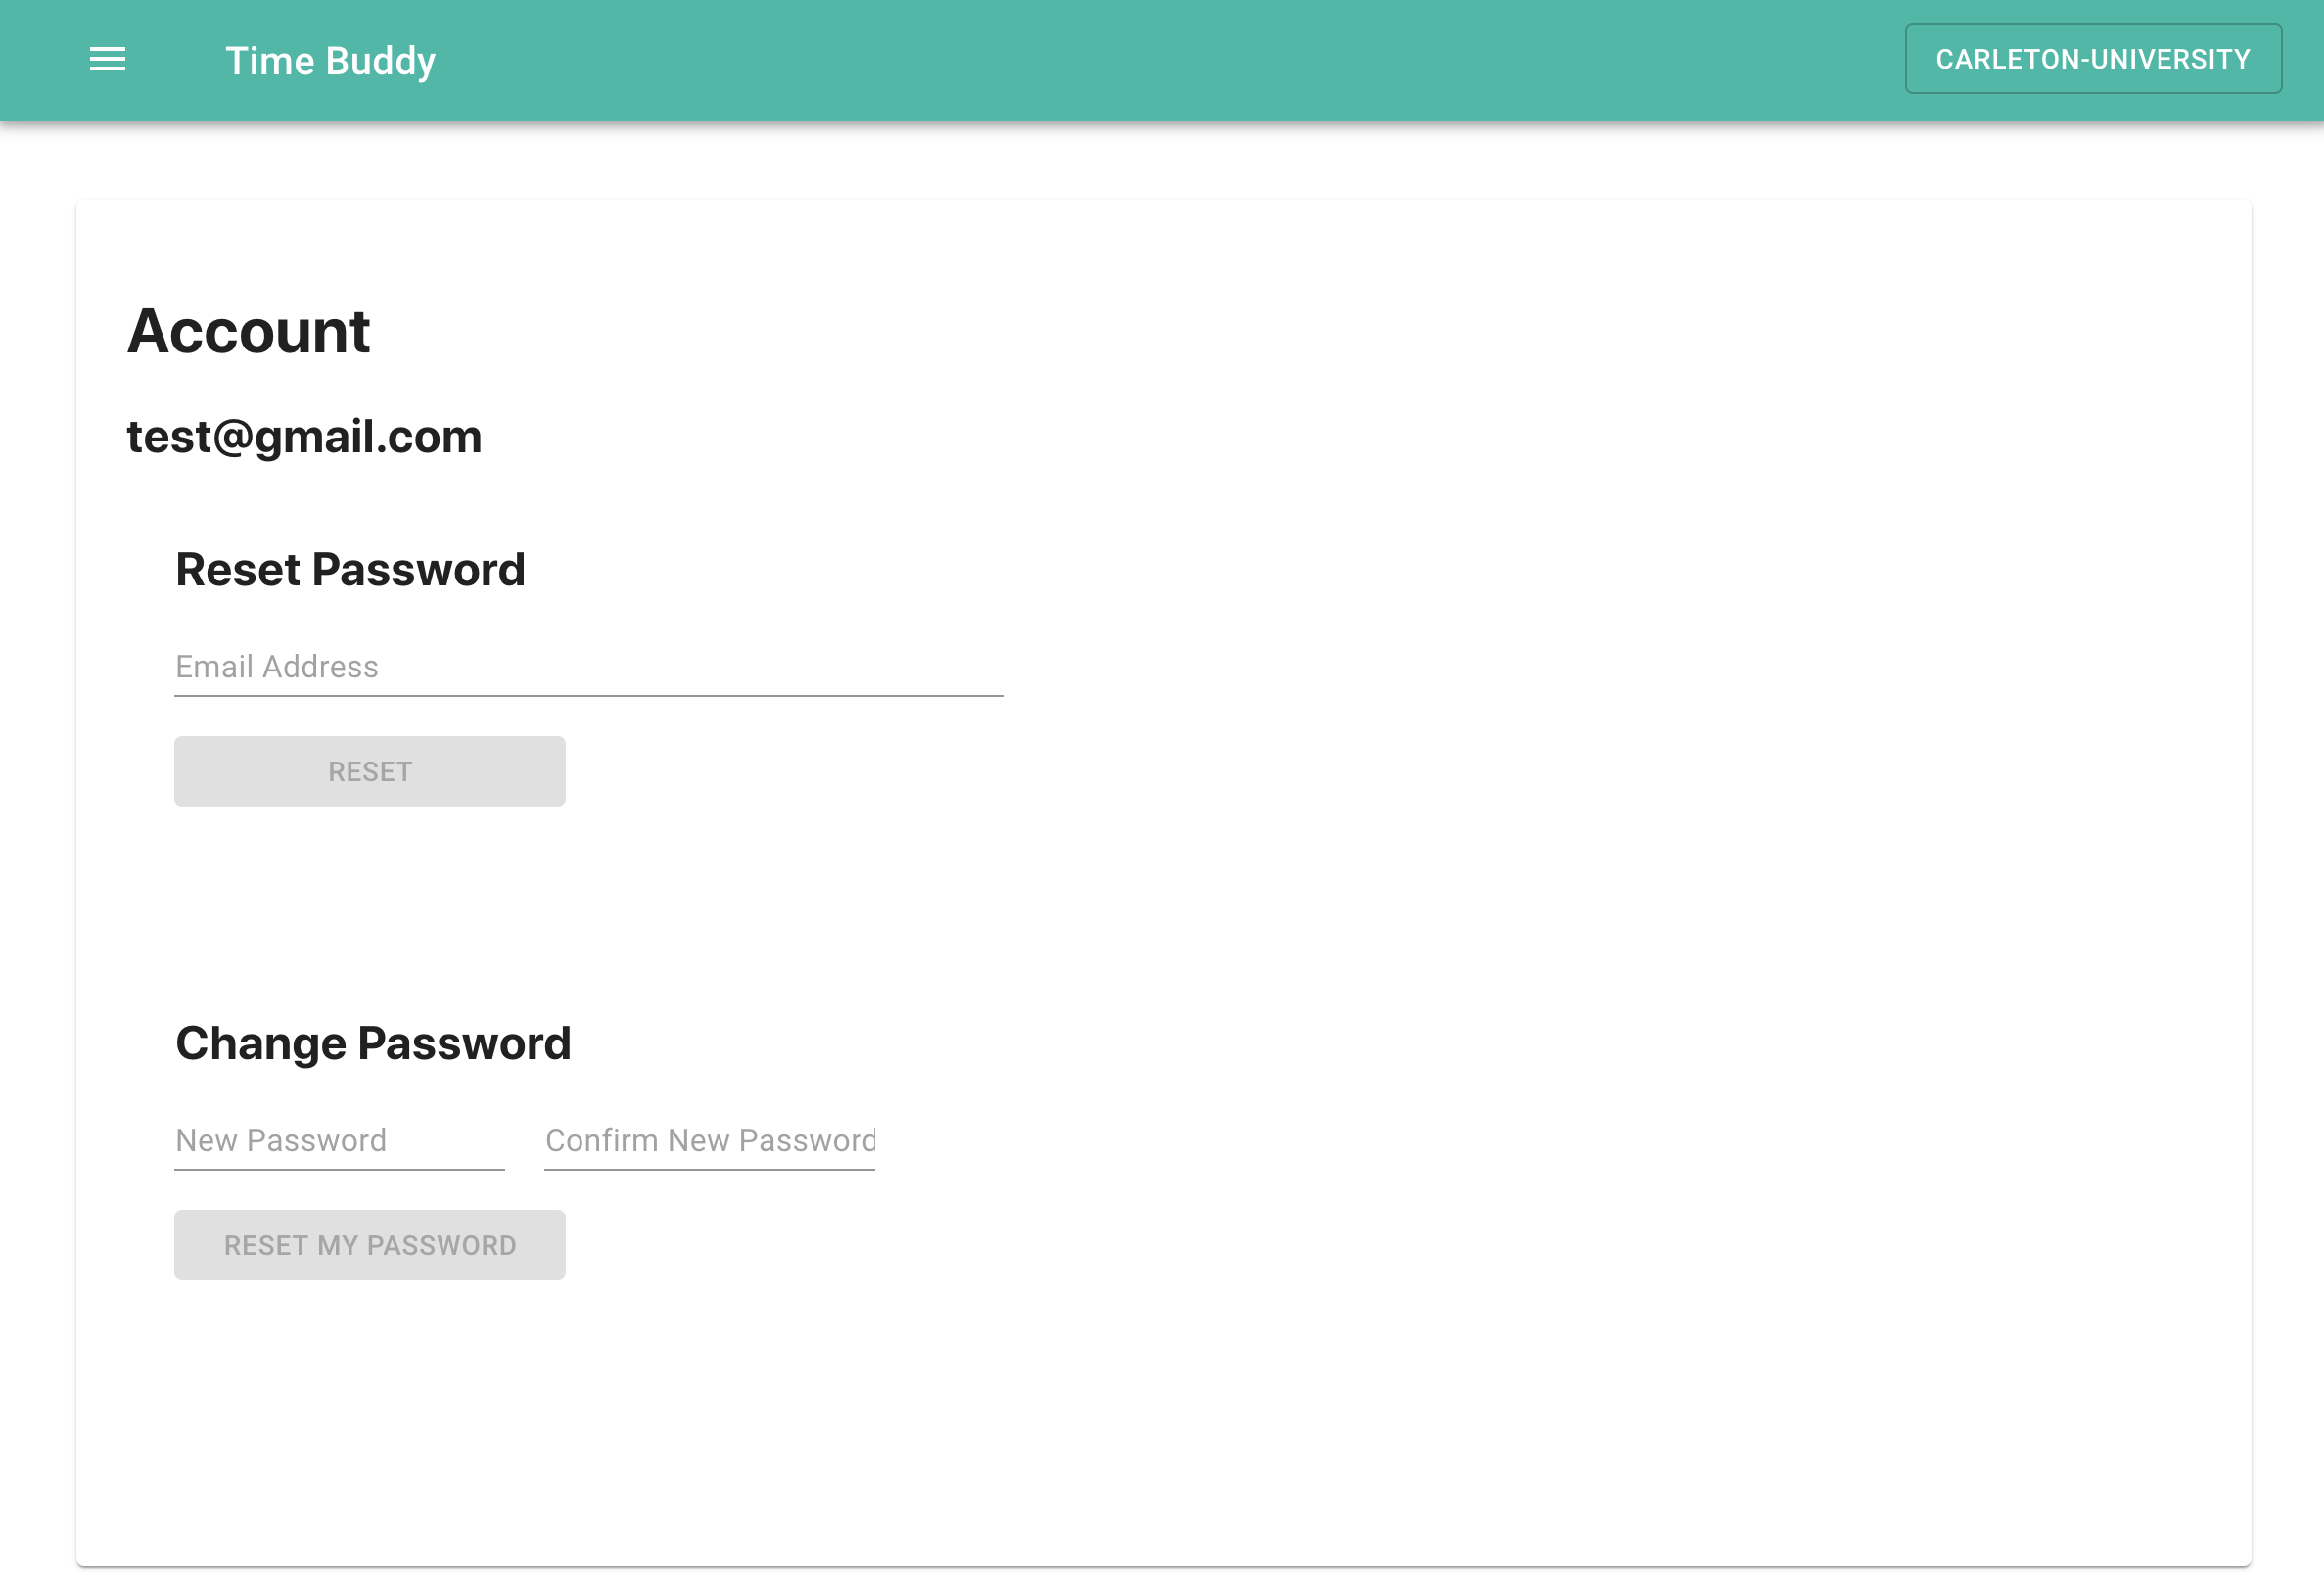 Time Buddy
CARLETON-UNIVERSITY
Account
test@gmail.com
Reset Password
Email Address
RESET
Change Password
New Password
Confirm New Password
RESET MY PASSWORD